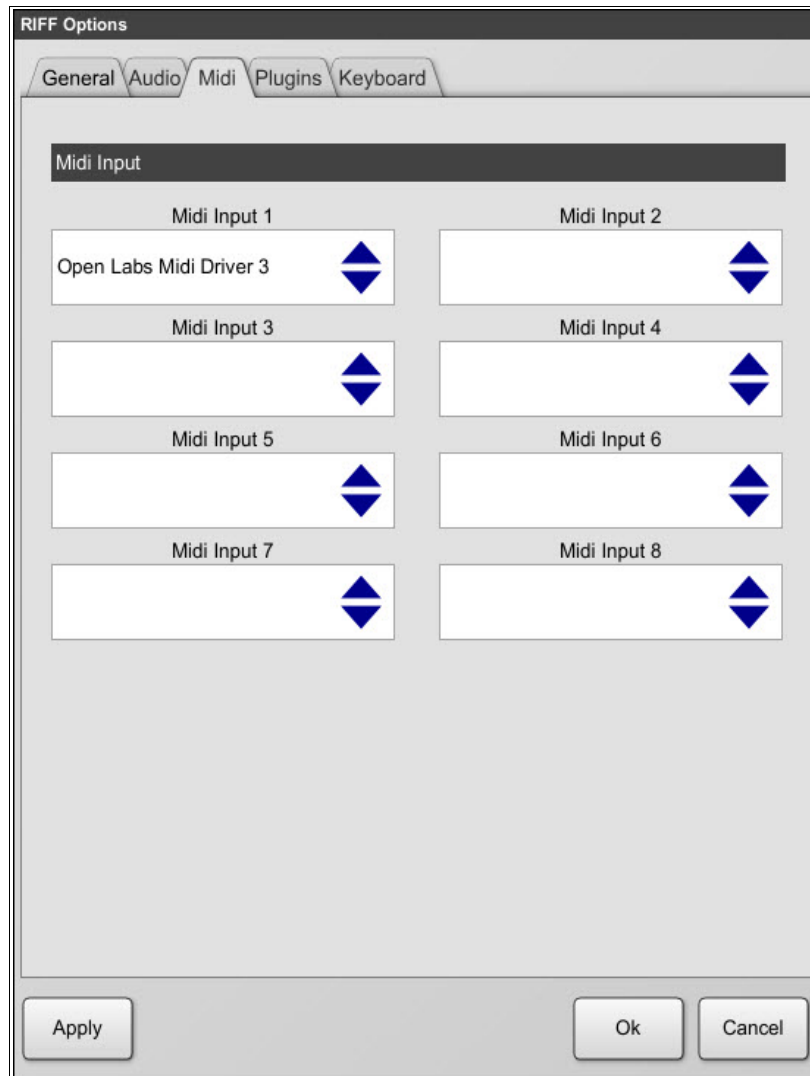 RIFF Options
General Audio Midi Plugins Keyboard
Midi Input
Midi Input 1 Midi Input 2
Open Labs Midi Driver 3
Midi Input 3 Midi Input 4
Midi Input 5 Midi Input 6
Midi Input 7 Midi Input 8
Apply Ok Cancel